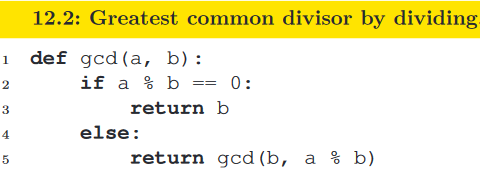 12.2: Greatest common divisor by dividing.
1 def gcd(a, b):
2     if a % b == 0:
3         return b
4     else:
5         return gcd(b, a % b)